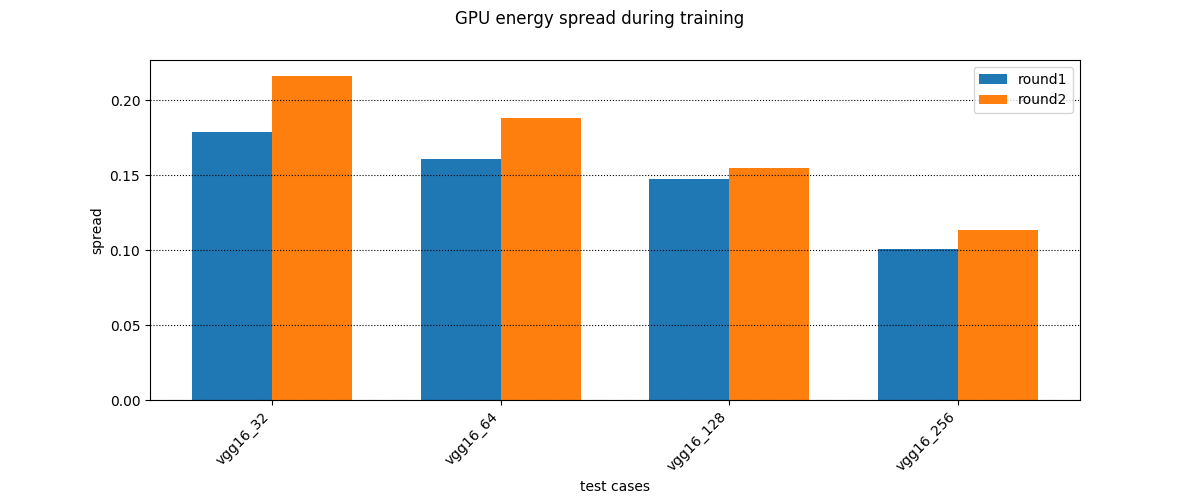 GPU energy spread during training
round1
round2
0.20
0.15
0.10
0.05
0.00
spread
vgg16_32
vgg16_64
vgg16_128
vgg16_256
test cases